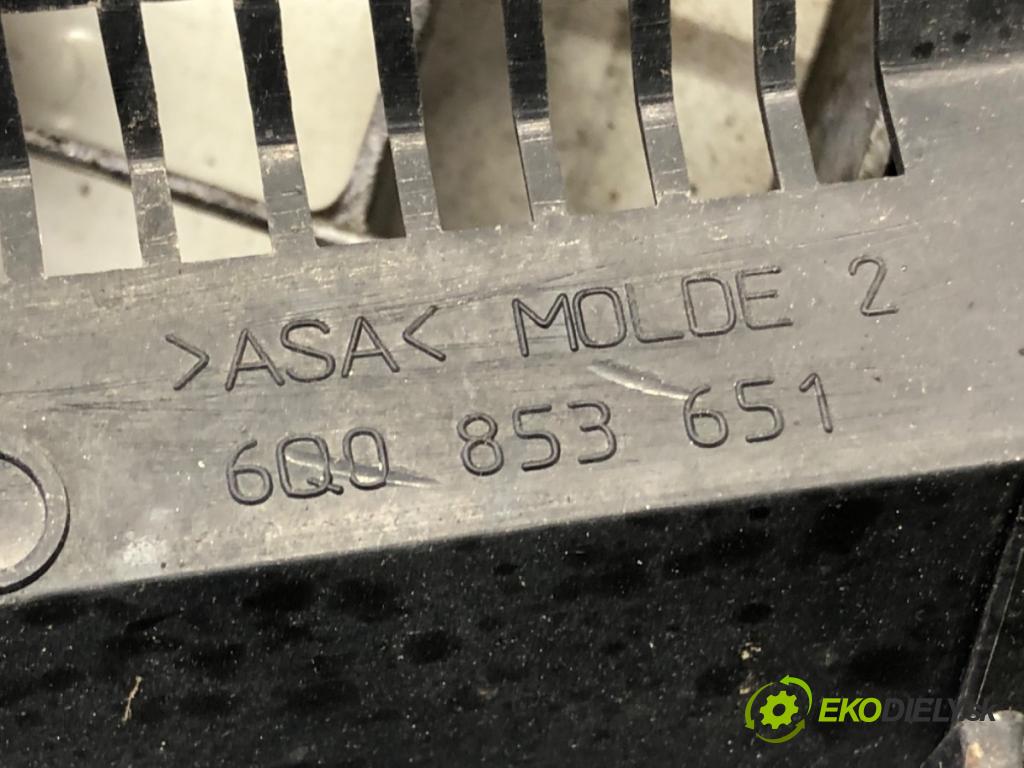 >ASA< MOLDE 2
6Q0 853 651
EKODIELY.SK